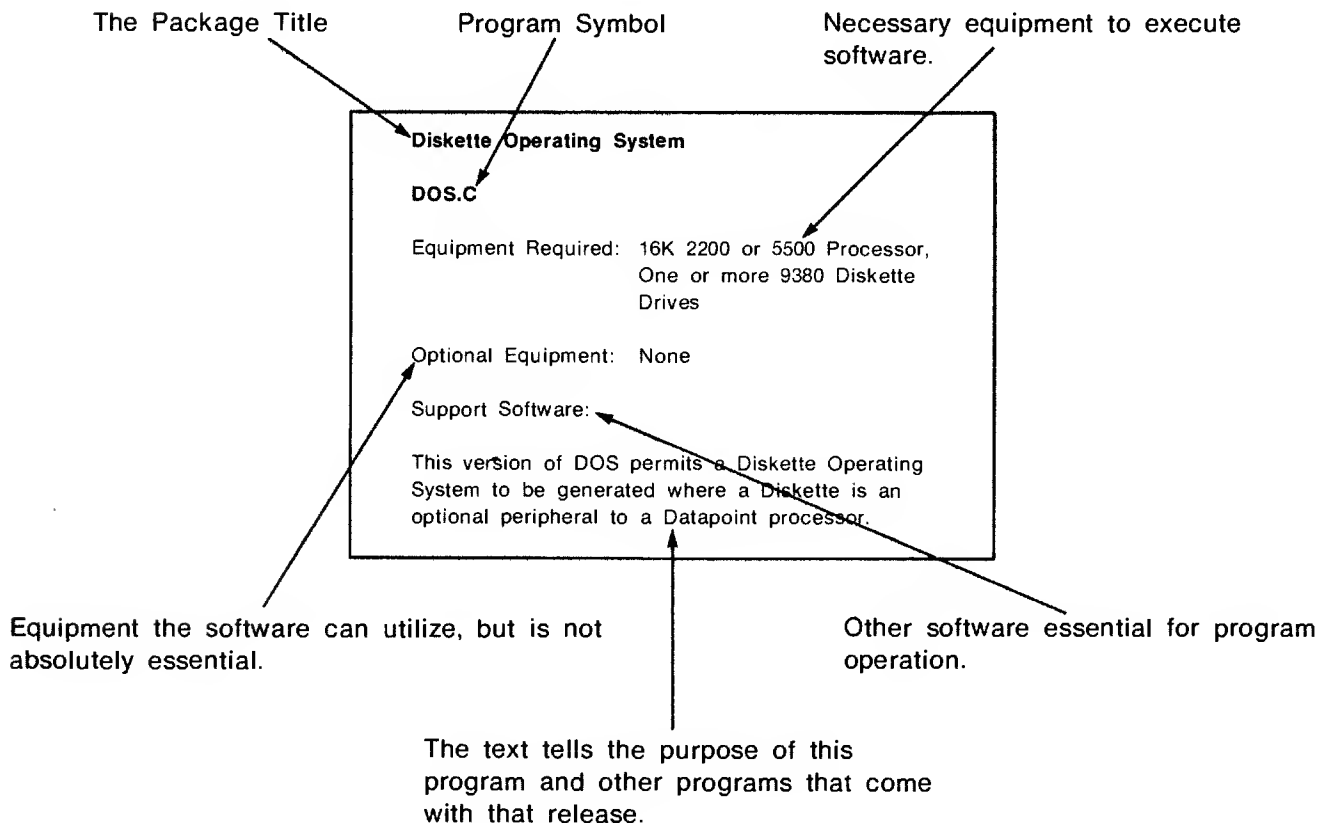 The Package Title
Program Symbol
Necessary equipment to execute
software.
Diskette Operating System
DOS.C
Equipment Required: 16K 2200 or 5500 Processor,
One or more 9380 Diskette
Drives
Optional Equipment: None
Support Software:
This version of DOS permits a Diskette Operating
System to be generated where a Diskette is an
optional peripheral to a Datapoint processor.
Equipment the software can utilize, but is not
absolutely essential.
Other software essential for program
operation.
The text tells the purpose of this
program and other programs that come
with that release.